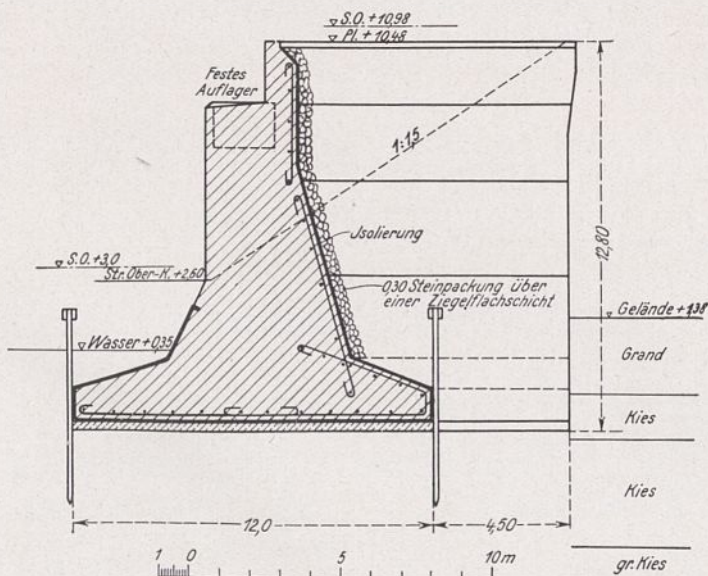 S.O. + 10,98
Pl. + 10,48
Festes
Auflager
1:1,5
Isolierung
12,80
S.O. + 3,0
Str. Ober-K. + 2,60
0,30 Steinpackung über
einer Ziegelflachschicht
Gelände + 1,38
Wasser + 0,35
Grand
Kies
Kies
12,0
4,50
1 0 5 10 m
gr. Kies